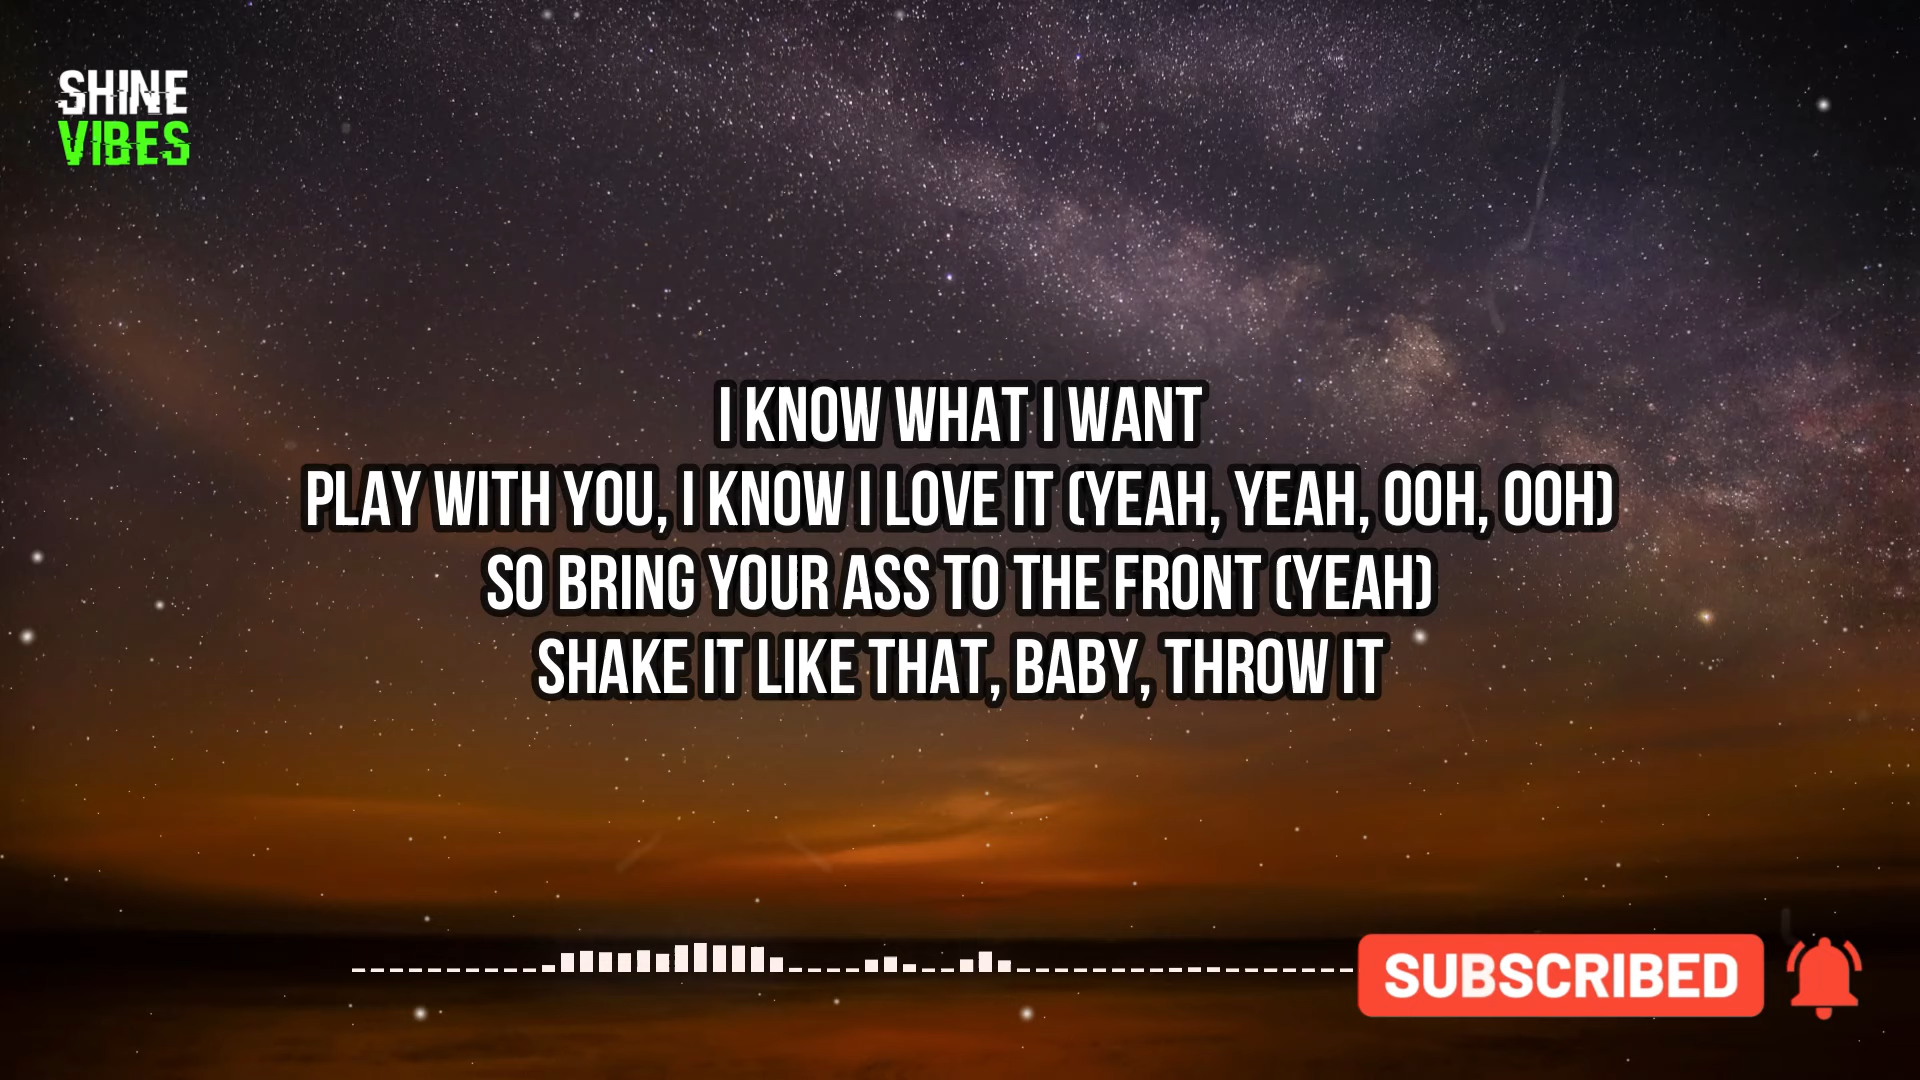 SHINE
VIBES
I KNOW WHAT I WANT
PLAY WITH YOU, I KNOW I LOVE IT (YEAH, YEAH, OOH, OOH)
SO BRING YOUR ASS TO THE FRONT (YEAH)
SHAKE IT LIKE THAT, BABY, THROW IT
SUBSCRIBED